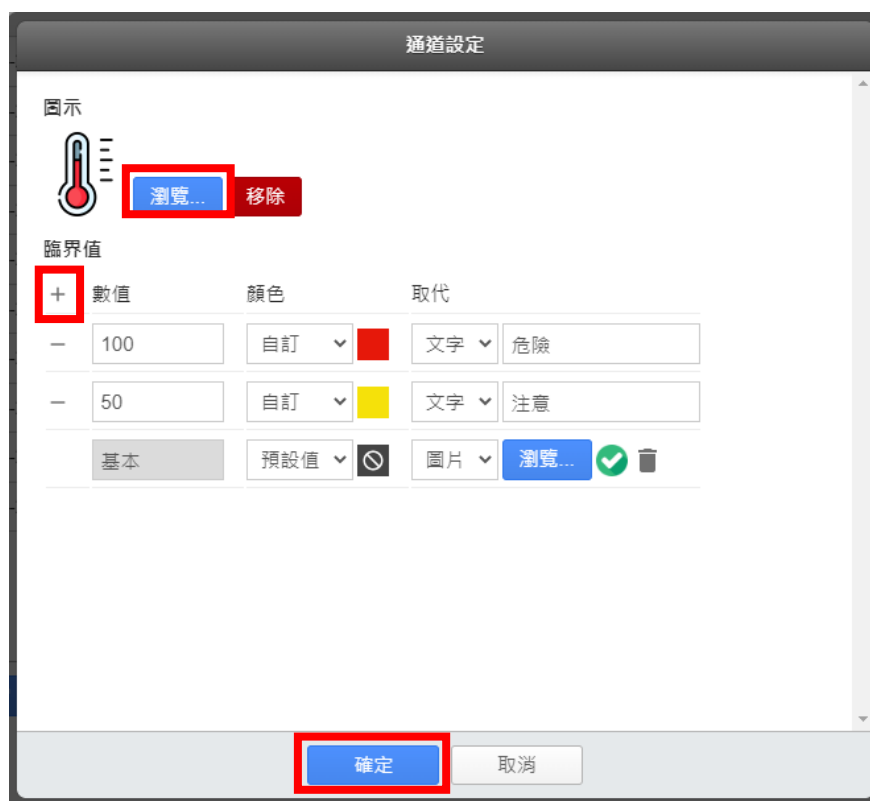 通道設定
圖示
瀏覽... 移除
臨界值
+ 數值 顏色 取代
− 100 自訂 文字 危險
− 50 自訂 文字 注意
基本 預設值 圖片 瀏覽...
確定 取消